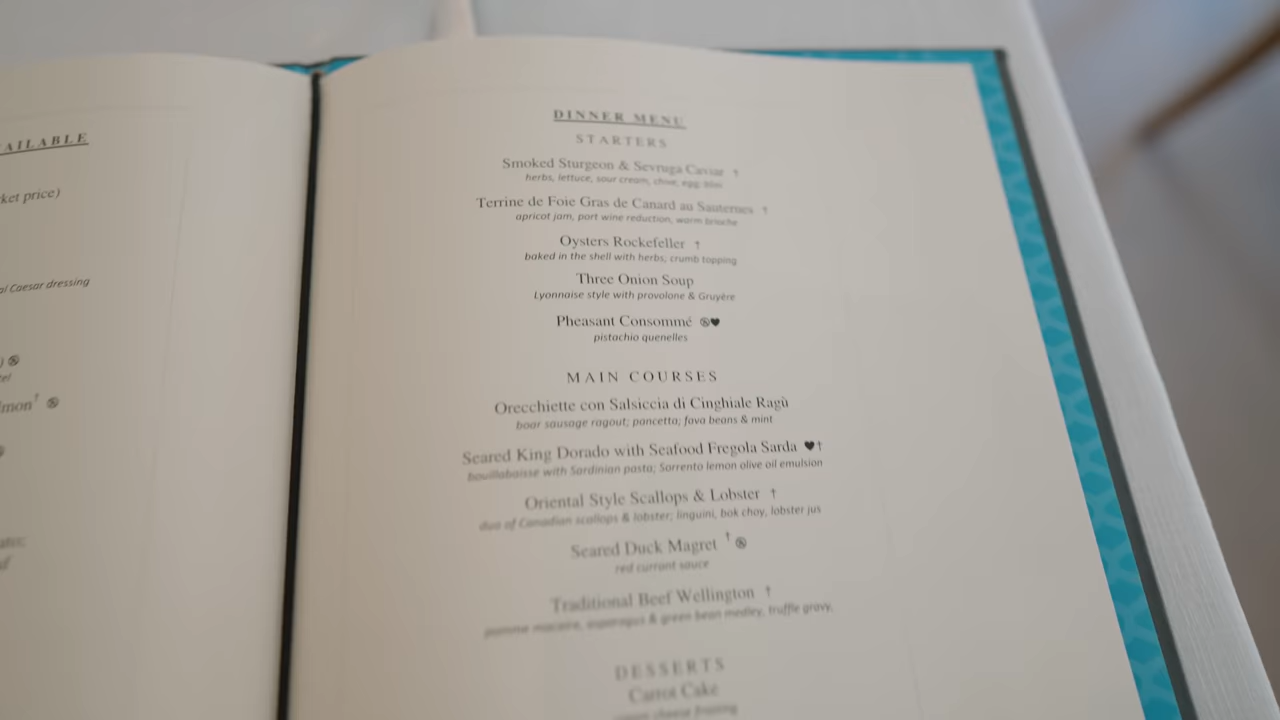 AILABLE
ket price)
al Caesar dressing
lmon†
DINNER MENU
STARTERS
Smoked Sturgeon & Sevruga Caviar †
herbs, lettuce, sour cream, chive, egg, blini
Terrine de Foie Gras de Canard au Sauternes †
apricot jam, port wine reduction, warm brioche
Oysters Rockefeller †
baked in the shell with herbs; crumb topping
Three Onion Soup
Lyonnaise style with provolone & Gruyère
Pheasant Consommé ♥
pistachio quenelles
MAIN COURSES
Orecchiette con Salsiccia di Cinghiale Ragù
boar sausage ragout; pancetta; fava beans & mint
Seared King Dorado with Seafood Fregola Sarda ♥†
bouillabaisse with Sardinian pasta; Sorrento lemon olive oil emulsion
Oriental Style Scallops & Lobster †
duo of Canadian scallops & lobster; linguini, bok choy, lobster jus
Seared Duck Magret †
red currant sauce
Traditional Beef Wellington †
pomme macaire, asparagus & green bean medley, truffle gravy,
DESSERTS
Carrot Cake
cream cheese frosting